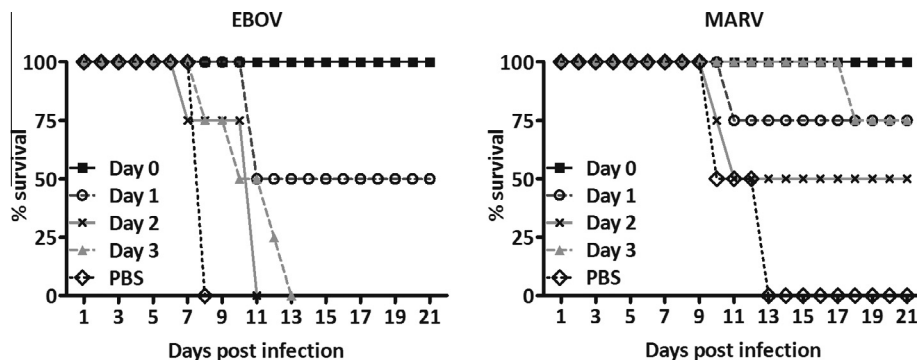 EBOV
% survival
100
75
50
25
0
Day 0
Day 1
Day 2
Day 3
PBS
1 3 5 7 9 11 13 15 17 19 21
Days post infection
MARV
% survival
100
75
50
25
0
Day 0
Day 1
Day 2
Day 3
PBS
1 3 5 7 9 11 13 15 17 19 21
Days post infection